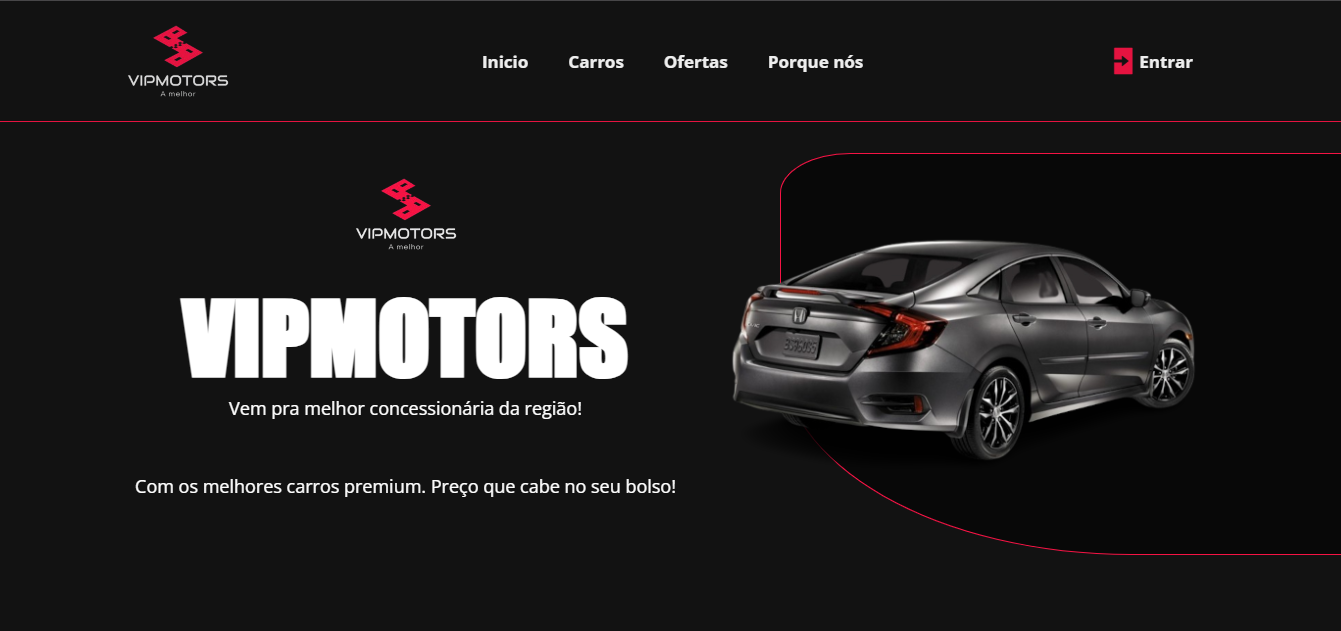 VIPMOTORS
A melhor
Inicio
Carros
Ofertas
Porque nós
Entrar
VIPMOTORS
A melhor
VIPMOTORS
Vem pra melhor concessionária da região!
Com os melhores carros premium. Preço que cabe no seu bolso!